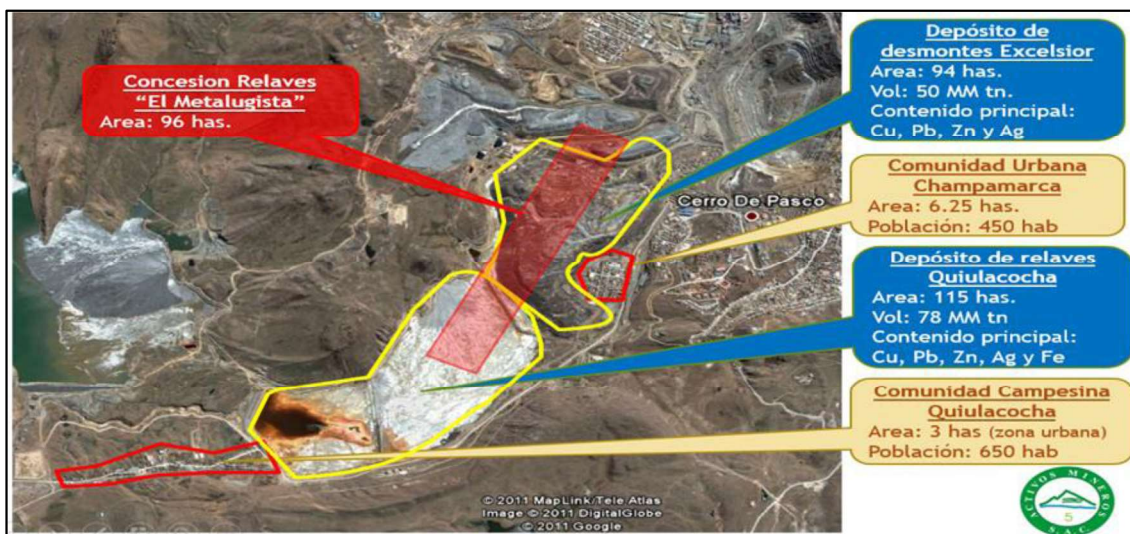 Concesion Relaves
"El Metalugista"
Area: 96 has.
Depósito de
desmontes Excelsior
Area: 94 has.
Vol: 50 MM tn.
Contenido principal:
Cu, Pb, Zn y Ag
Comunidad Urbana
Champamarca
Area: 6.25 has.
Población: 450 hab
Cerro De Pasco
Depósito de relaves
Quiulacocha
Area: 115 has.
Vol: 78 MM tn
Contenido principal:
Cu, Pb, Zn, Ag y Fe
Comunidad Campesina
Quiulacocha
Area: 3 has (zona urbana)
Población: 650 hab
© 2011 MapLink/Tele Atlas
Image © 2011 DigitalGlobe
© 2011 Google
ACTIVOS MINEROS
5
S.A.C.